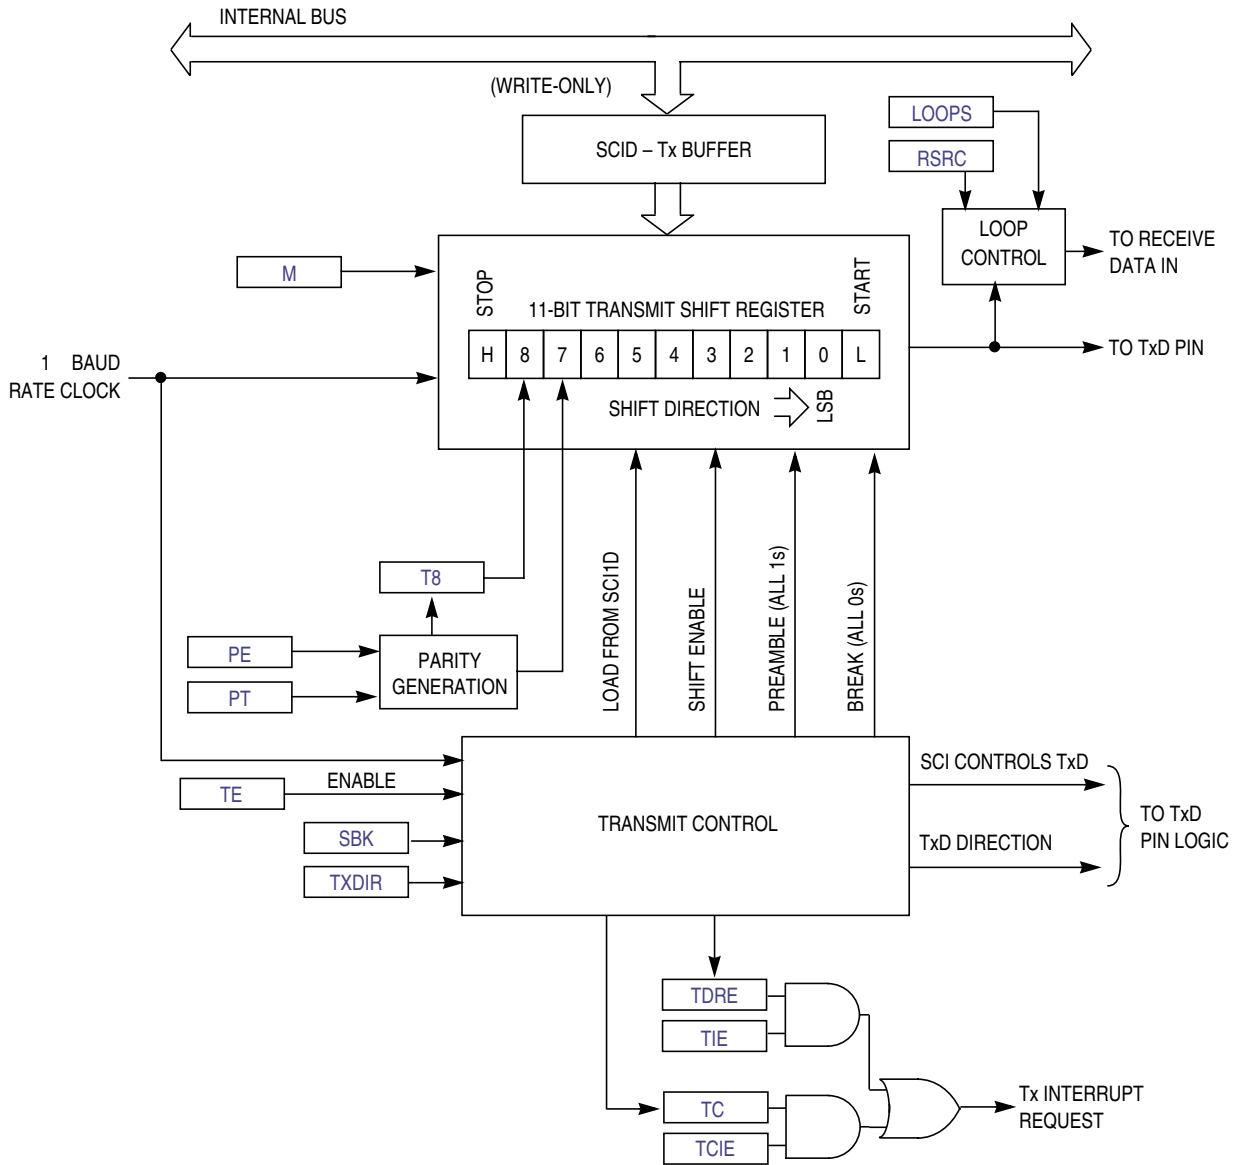 INTERNAL BUS
(WRITE-ONLY)
SCID – Tx BUFFER
LOOPS
RSRC
LOOP
CONTROL
TO RECEIVE
DATA IN
M
STOP
11-BIT TRANSMIT SHIFT REGISTER
START
H 8 7 6 5 4 3 2 1 0 L
TO TxD PIN
1 BAUD
RATE CLOCK
SHIFT DIRECTION
LSB
T8
PE
PT
PARITY
GENERATION
LOAD FROM SCI1D
SHIFT ENABLE
PREAMBLE (ALL 1s)
BREAK (ALL 0s)
TE
ENABLE
SBK
TXDIR
TRANSMIT CONTROL
SCI CONTROLS TxD
TxD DIRECTION
TO TxD
PIN LOGIC
TDRE
TIE
TC
TCIE
Tx INTERRUPT
REQUEST